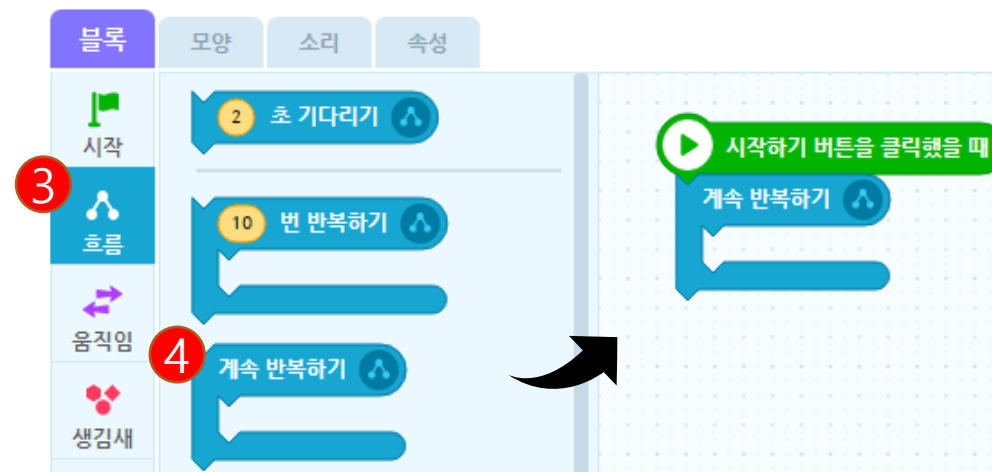 블록
모양
소리
속성
시작
3
흐름
움직임
생김새
2 초 기다리기
10 번 반복하기
4
계속 반복하기
시작하기 버튼을 클릭했을 때
계속 반복하기